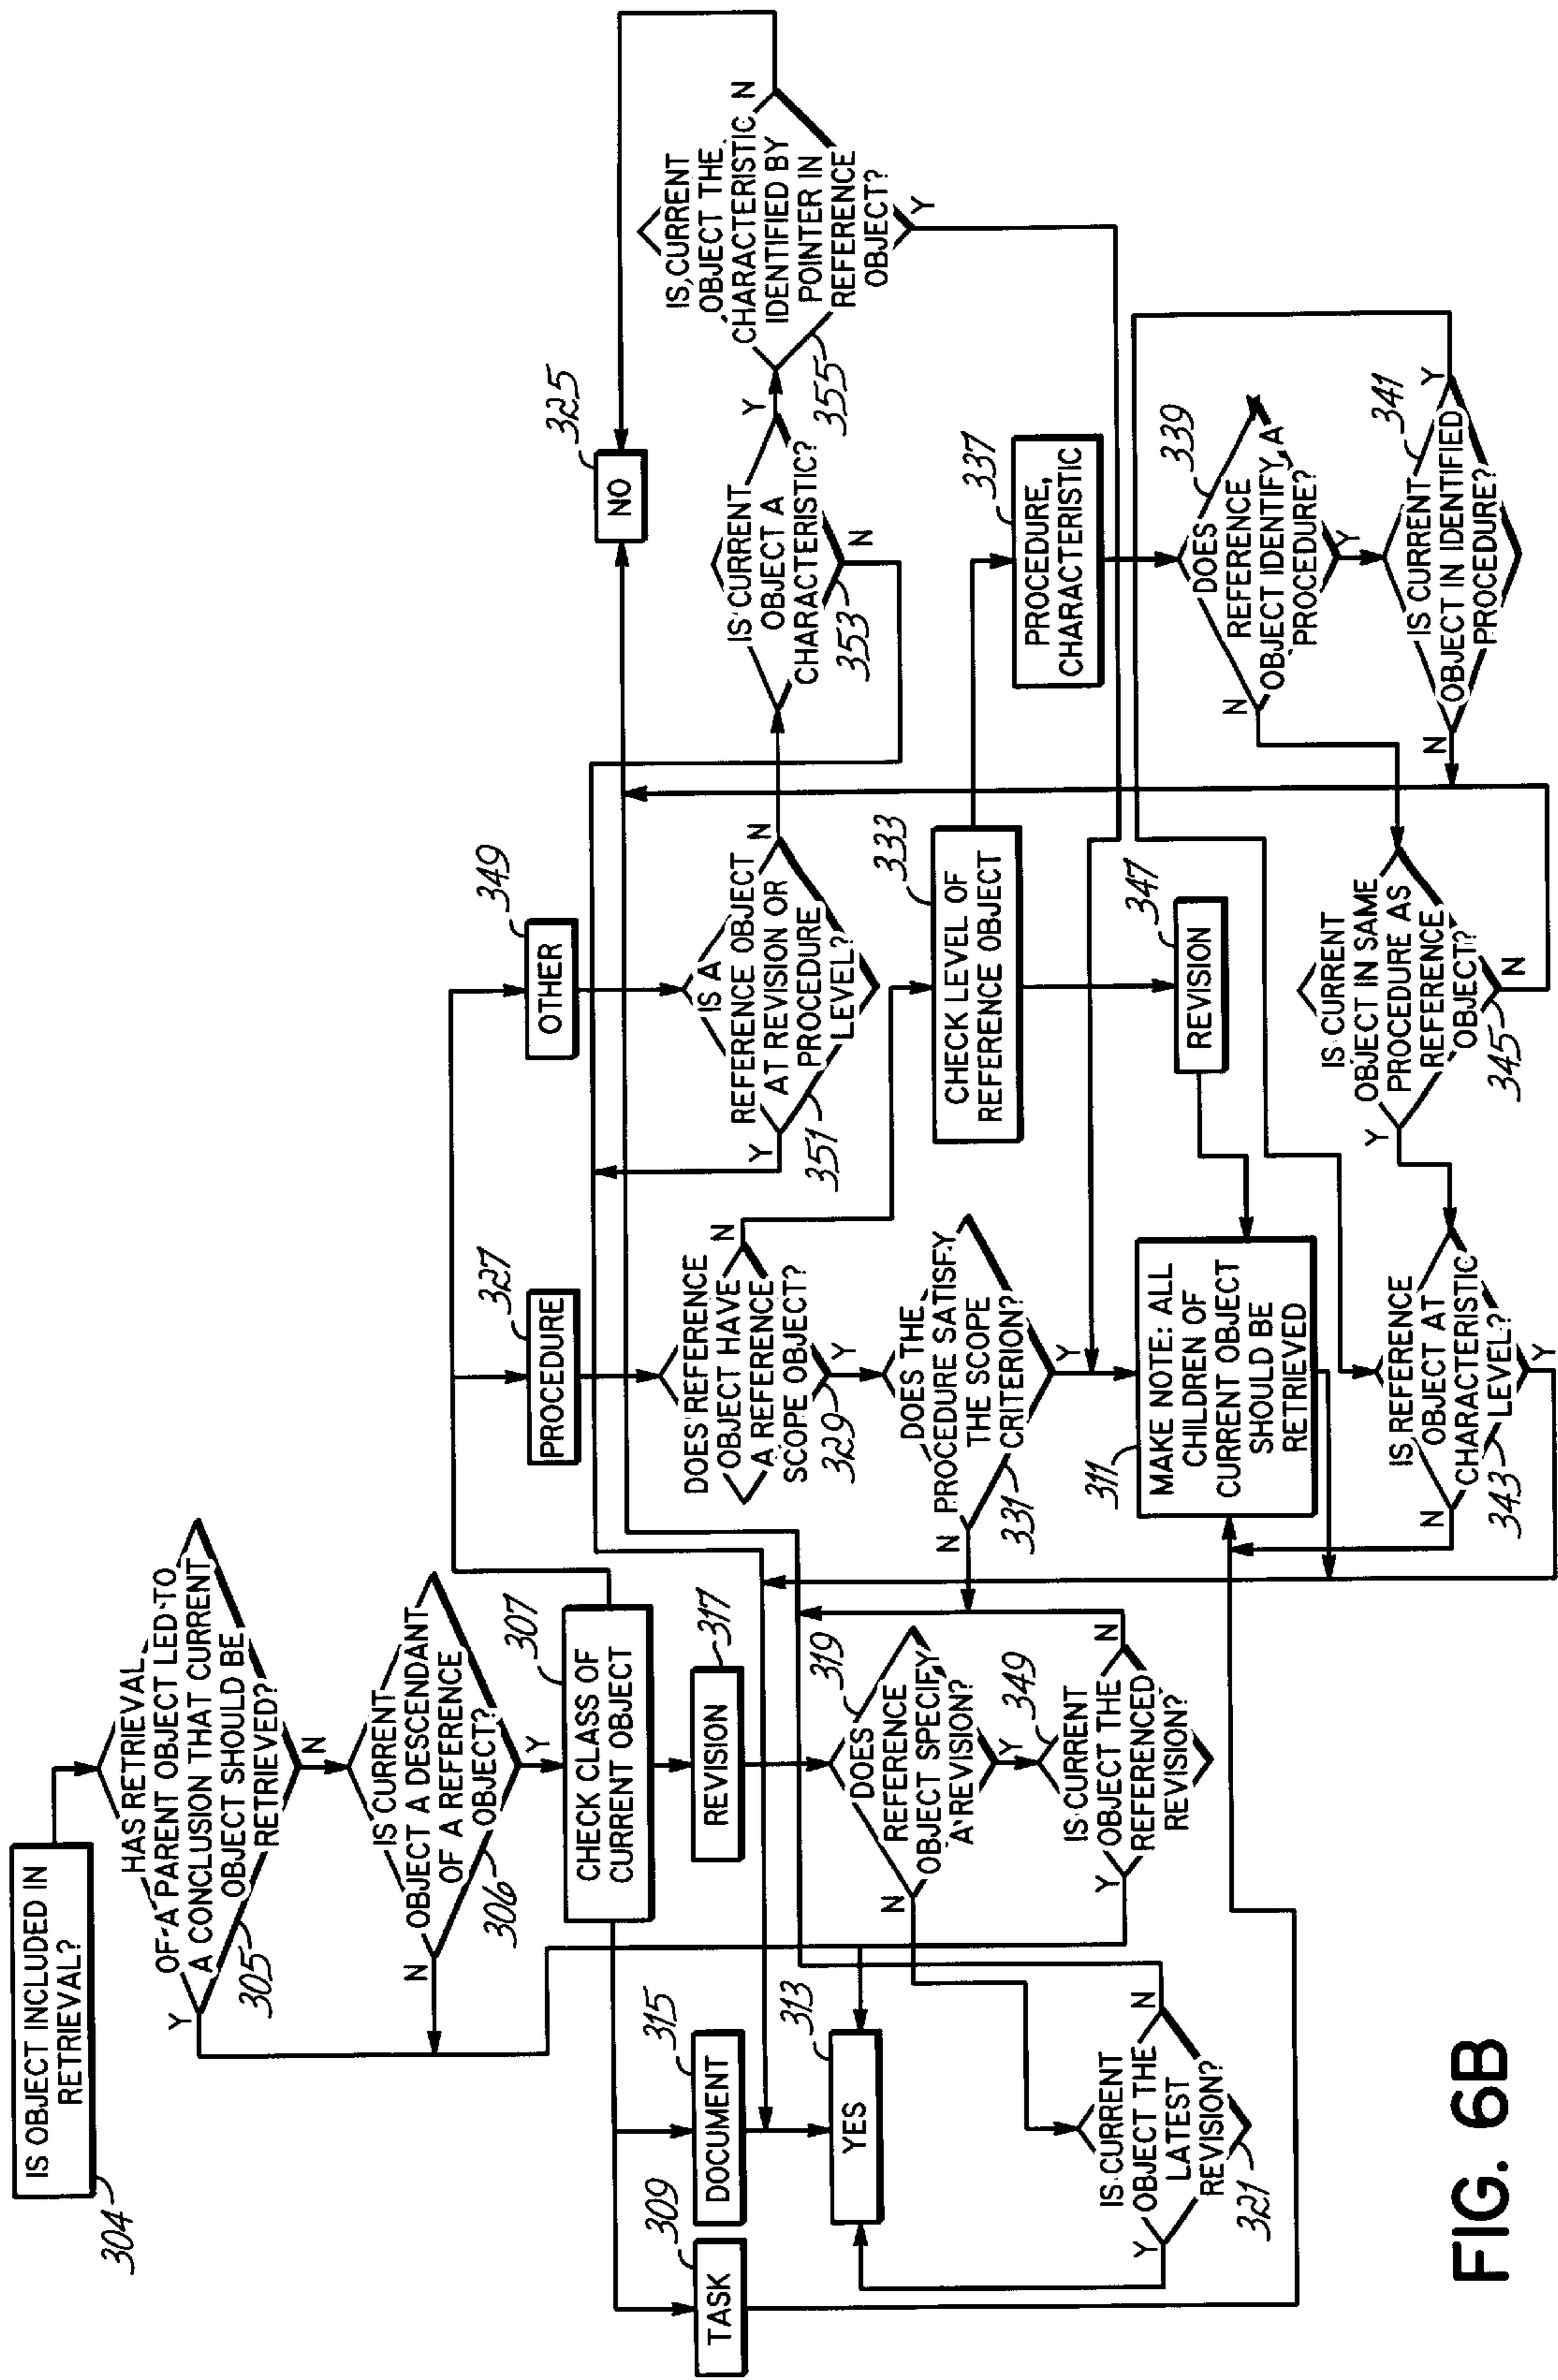 IS OBJECT INCLUDED IN
RETRIEVAL?
304
HAS RETRIEVAL
OF A PARENT OBJECT LED TO
A CONCLUSION THAT CURRENT
OBJECT SHOULD BE
RETRIEVED?
305
Y
N
IS CURRENT
OBJECT A DESCENDANT
OF A REFERENCE
OBJECT?
306
N
Y
CHECK CLASS OF
CURRENT OBJECT
307
TASK
309
DOCUMENT
315
REVISION
317
PROCEDURE
327
OTHER
349
NO
325
YES
313
DOES
REFERENCE
OBJECT SPECIFY
A REVISION?
319
N
Y
IS CURRENT
OBJECT THE
REFERENCED
REVISION?
349
Y
N
IS CURRENT
OBJECT THE
LATEST
REVISION?
321
Y
N
DOES REFERENCE
OBJECT HAVE
A REFERENCE
SCOPE OBJECT?
329
N
Y
DOES THE
PROCEDURE SATISFY
THE SCOPE
CRITERION?
331
N
Y
MAKE NOTE: ALL
CHILDREN OF
CURRENT OBJECT
SHOULD BE
RETRIEVED
311
IS REFERENCE
OBJECT AT
CHARACTERISTIC
LEVEL?
343
N
Y
IS A
REFERENCE OBJECT
AT REVISION OR
PROCEDURE
LEVEL?
351
Y
N
CHECK LEVEL OF
REFERENCE OBJECT
333
REVISION
347
IS CURRENT
OBJECT IN SAME
PROCEDURE AS
REFERENCE
OBJECT?
345
Y
N
IS CURRENT
OBJECT A
CHARACTERISTIC?
353
Y
N
IS CURRENT
OBJECT THE
CHARACTERISTIC
IDENTIFIED BY
POINTER IN
REFERENCE
OBJECT?
355
N
Y
PROCEDURE,
CHARACTERISTIC
337
DOES
REFERENCE
OBJECT IDENTIFY A
PROCEDURE?
339
N
Y
IS CURRENT
OBJECT IN IDENTIFIED
PROCEDURE?
341
N
Y
FIG. 6B